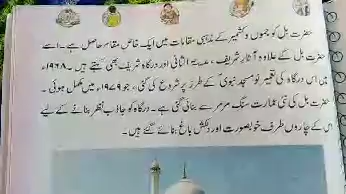 حضرت بل کو جموں و کشمیر کے مذہبی مقامات میں ایک خاص مقام حاصل ہے۔ اسے
حضرت بل کے علاوہ آثار شریف، مدینۃ الثانی اور درگاہ شریف بھی کہتے ہیں۔ ۱۹۶۸ء
میں اس درگاہ کی تعمیرِ نو مسجد نبویؐ کے طرز پر شروع کی گئی، جو ۱۹۷۹ء میں مکمل ہوئی۔
حضرت بل کی نئی عمارت سنگِ مرمر سے بنائی گئی ہے۔ درگاہ کو جاذبِ نظر بنانے کے لیے
اس کے چاروں طرف خوبصورت اور دلکش باغ بنائے گئے ہیں۔